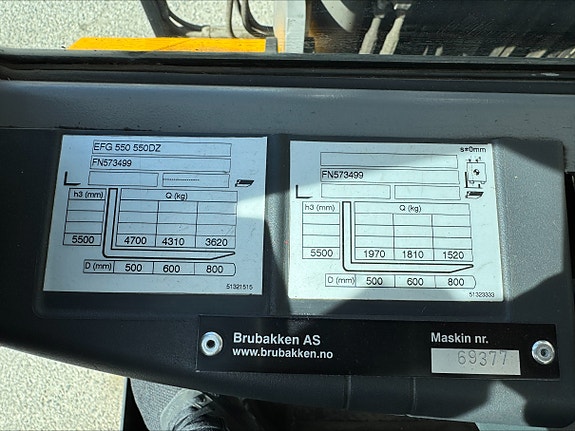 EFG 550 550DZ
FN573499
h3 (mm) Q (kg)
5500 4700 4310 3620
D (mm) 500 600 800
51321515
s=0mm
FN573499
h3 (mm) Q (kg)
5500 1970 1810 1520
D (mm) 500 600 800
51323333
Brubakken AS
www.brubakken.no
Maskin nr.
69377